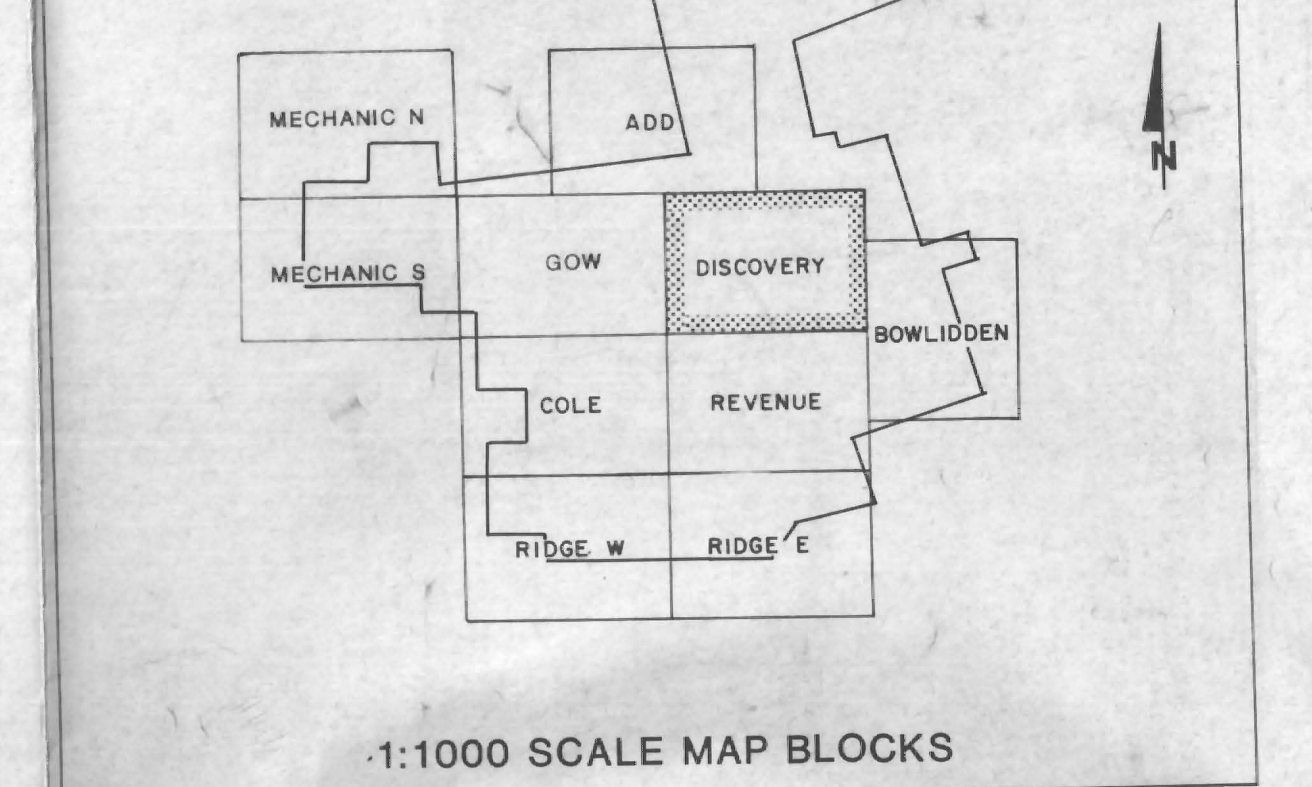 MECHANIC N
ADD
N
MECHANIC S
GOW
DISCOVERY
BOWLIDDEN
COLE
REVENUE
RIDGE W
RIDGE E
1:1000 SCALE MAP BLOCKS